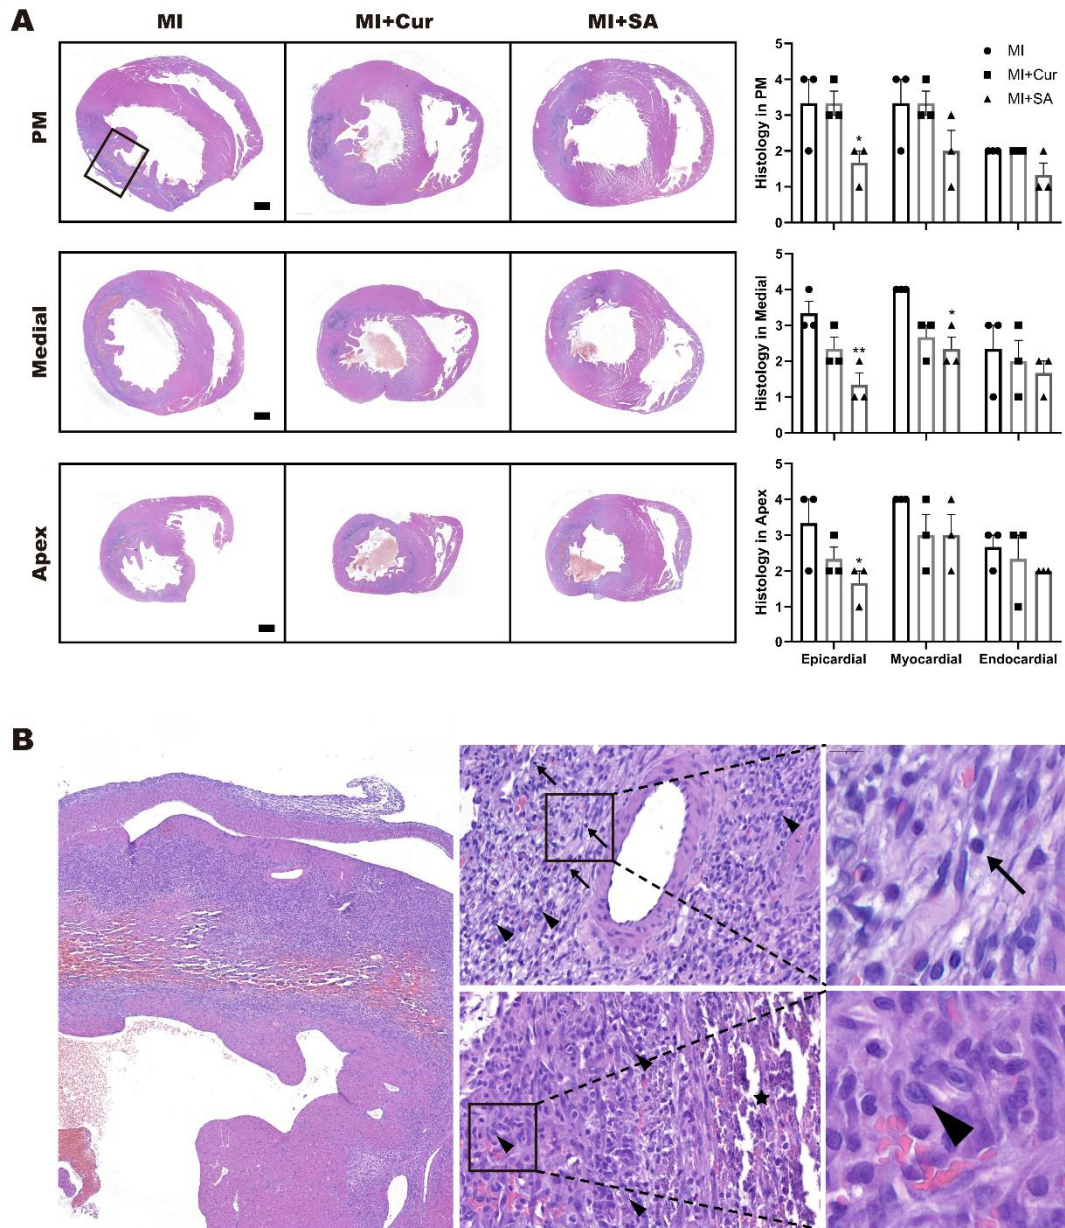 A
MI
MI+Cur
MI+SA
PM
Medial
Apex
MI
MI+Cur
MI+SA
Histology in PM
5
4
3
2
1
*
Histology in Medial
5
4
3
2
1
0
**
*
Histology in Apex
5
4
3
2
1
0
*
Epicardial
Myocardial
Endocardial
B